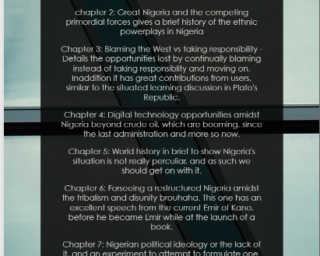 chapter 2: Great Nigeria and the competing
primordial forces gives a brief history of the ethnic
powerplays in Nigeria
Chapter 3: Blaming the West vs taking responsibility -
Details the opportunities lost by continually blaming
instead of taking responsiblity and moving on.
Inaddition it has great contributions from users,
similar to the situated learning discussion in Plato's
Republic.
Chapter 4: Digital technology opportunities amidst
Nigeria beyond crude oil, which are booming, since
the last administration and more so now.
Chapter 5: World history in brief to show Nigeria's
situation is not really peculiar, and as such we
should get on with it.
Chapter 6: Forseeing a restructured Nigeria amidst
the tribalism and disunity brouhaha. This one has an
excellent speech from the current Emir of Kano,
before he became Emir while at the launch of a
book.
Chapter 7: Nigerian political ideology or the lack of
it, and an experiment to attempt to formulate one